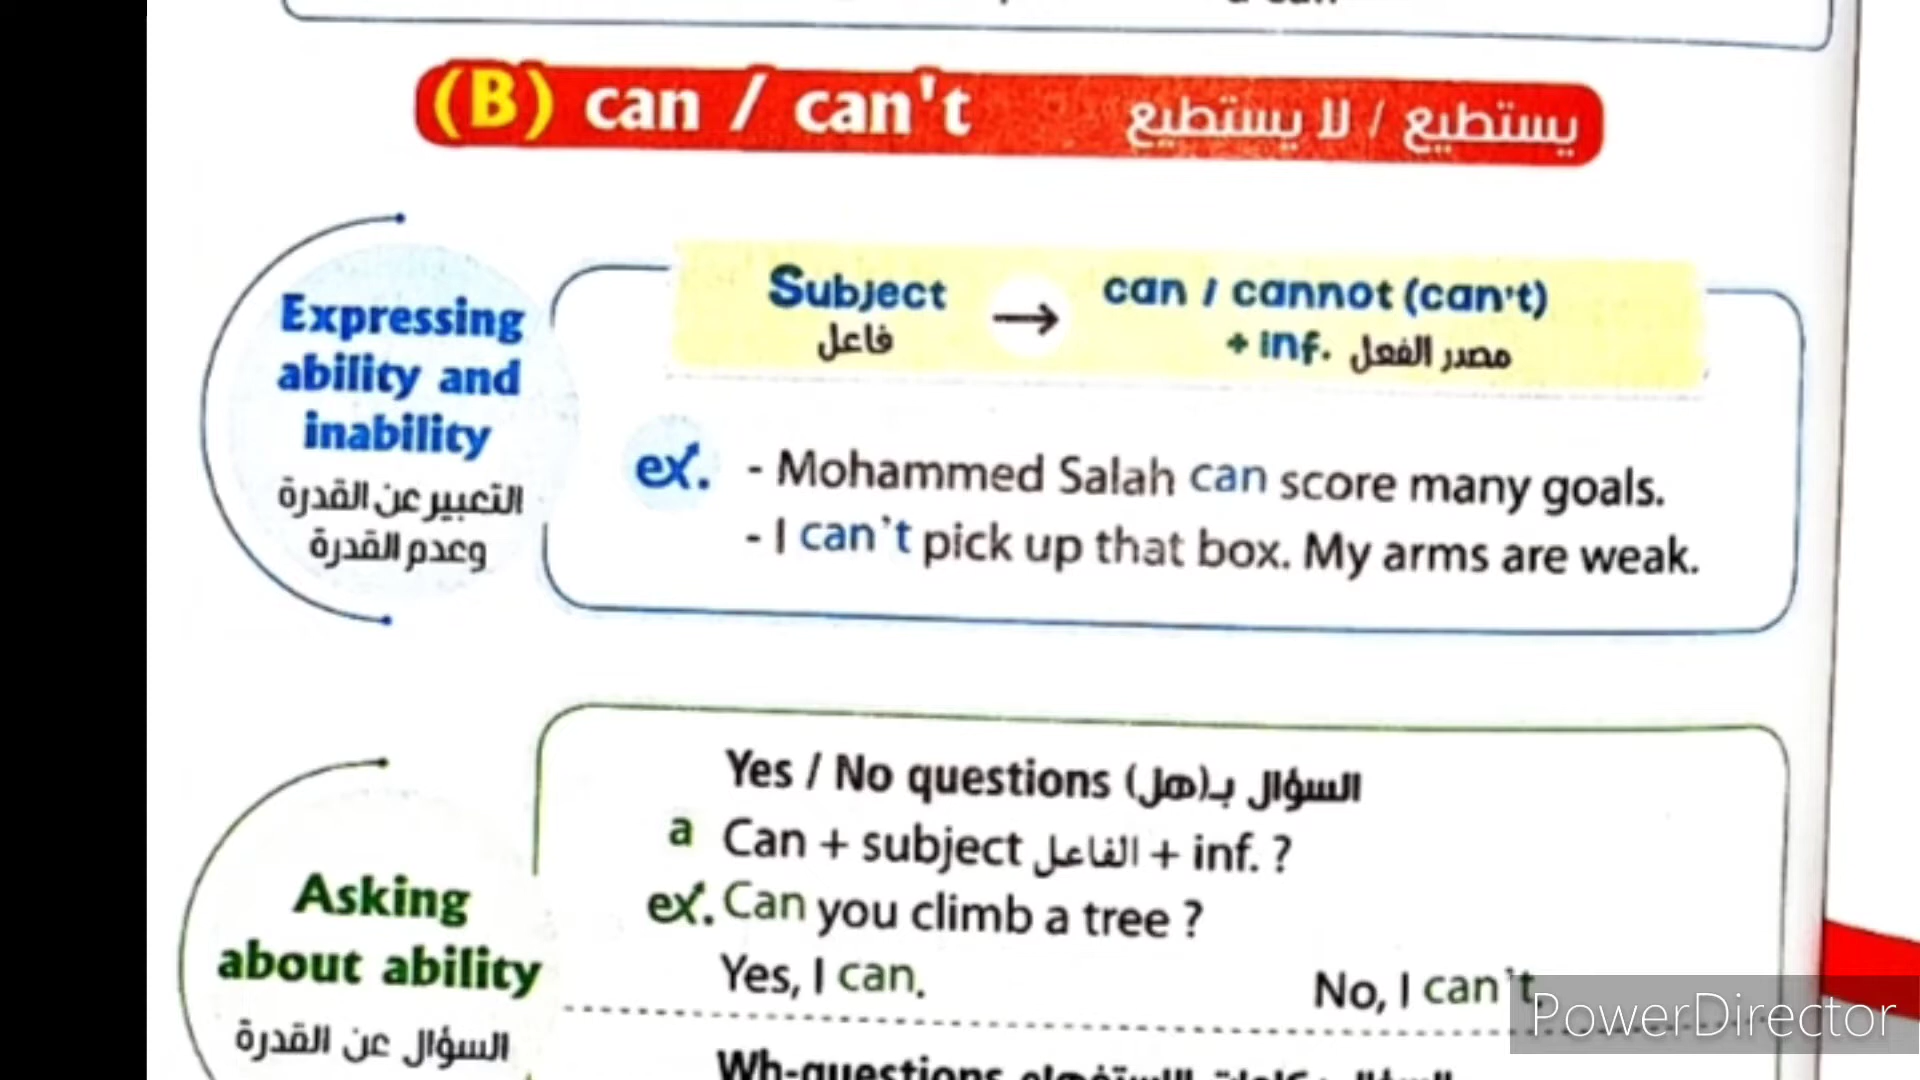 (B) can / can't يستطيع / لا يستطيع
Expressing
ability and
inability
التعبير عن القدرة
وعدم القدرة
Subject → can / cannot (can't)
فاعل + inf. مصدر الفعل
ex. - Mohammed Salah can score many goals.
- I can't pick up that box. My arms are weak.
Asking
about ability
السؤال عن القدرة
Yes / No questions السؤال بـ(هل)
a Can + subject الفاعل + inf. ?
ex. Can you climb a tree ?
Yes, I can. No, I can't.
Wh-questions
PowerDirector